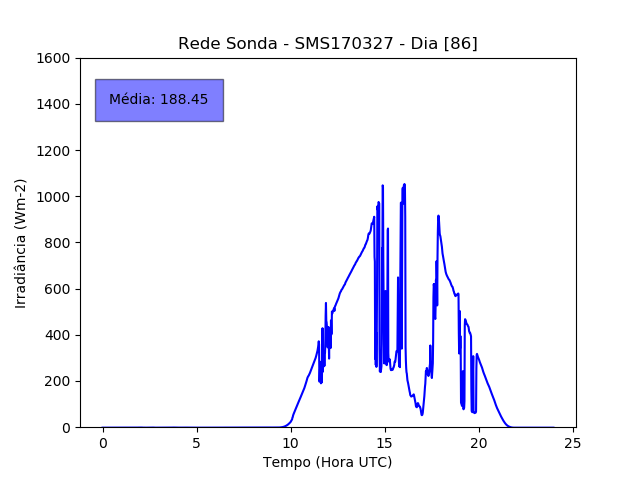 Rede Sonda - SMS170327 - Dia [86]
1600
1400
1200
1000
800
600
400
200
0
Média: 188.45
Irradiância (Wm-2)
0 5 10 15 20 25
Tempo (Hora UTC)